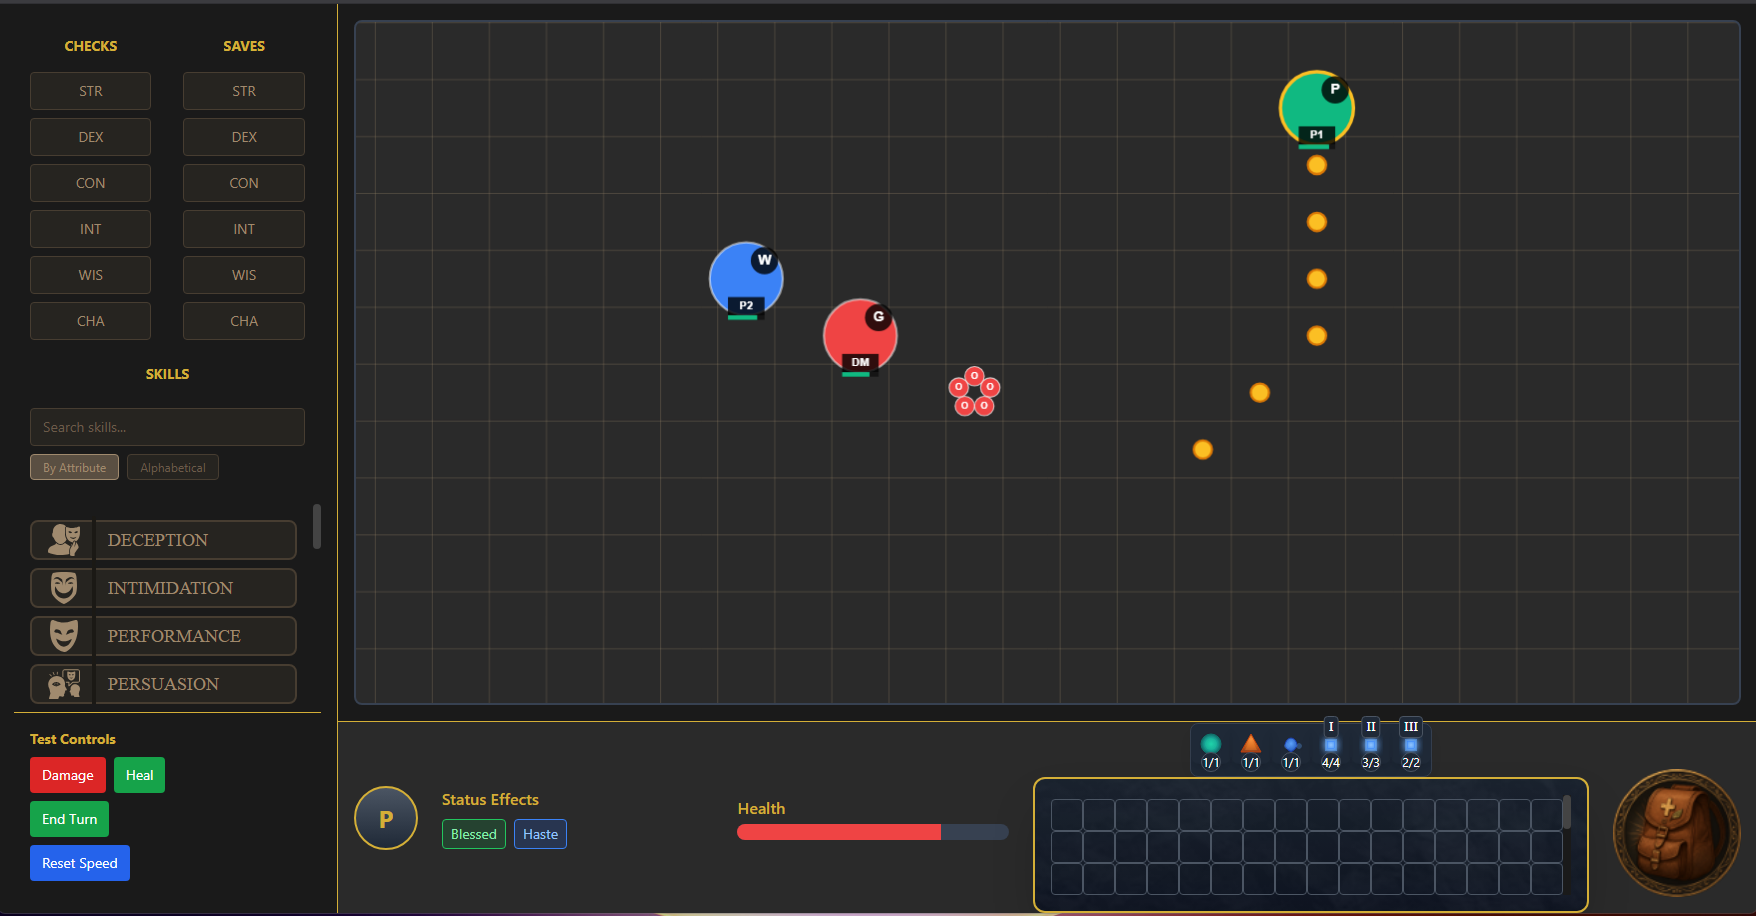 CHECKS
SAVES
STR
STR
DEX
DEX
CON
CON
INT
INT
WIS
WIS
CHA
CHA
SKILLS
Search skills...
By Attribute
Alphabetical
DECEPTION
INTIMIDATION
PERFORMANCE
PERSUASION
Test Controls
Damage
Heal
End Turn
Reset Speed
P
P1
W
P2
G
DM
O
O
O
O
O
I
II
III
1/1
1/1
1/1
4/4
3/3
2/2
P
Status Effects
Blessed
Haste
Health